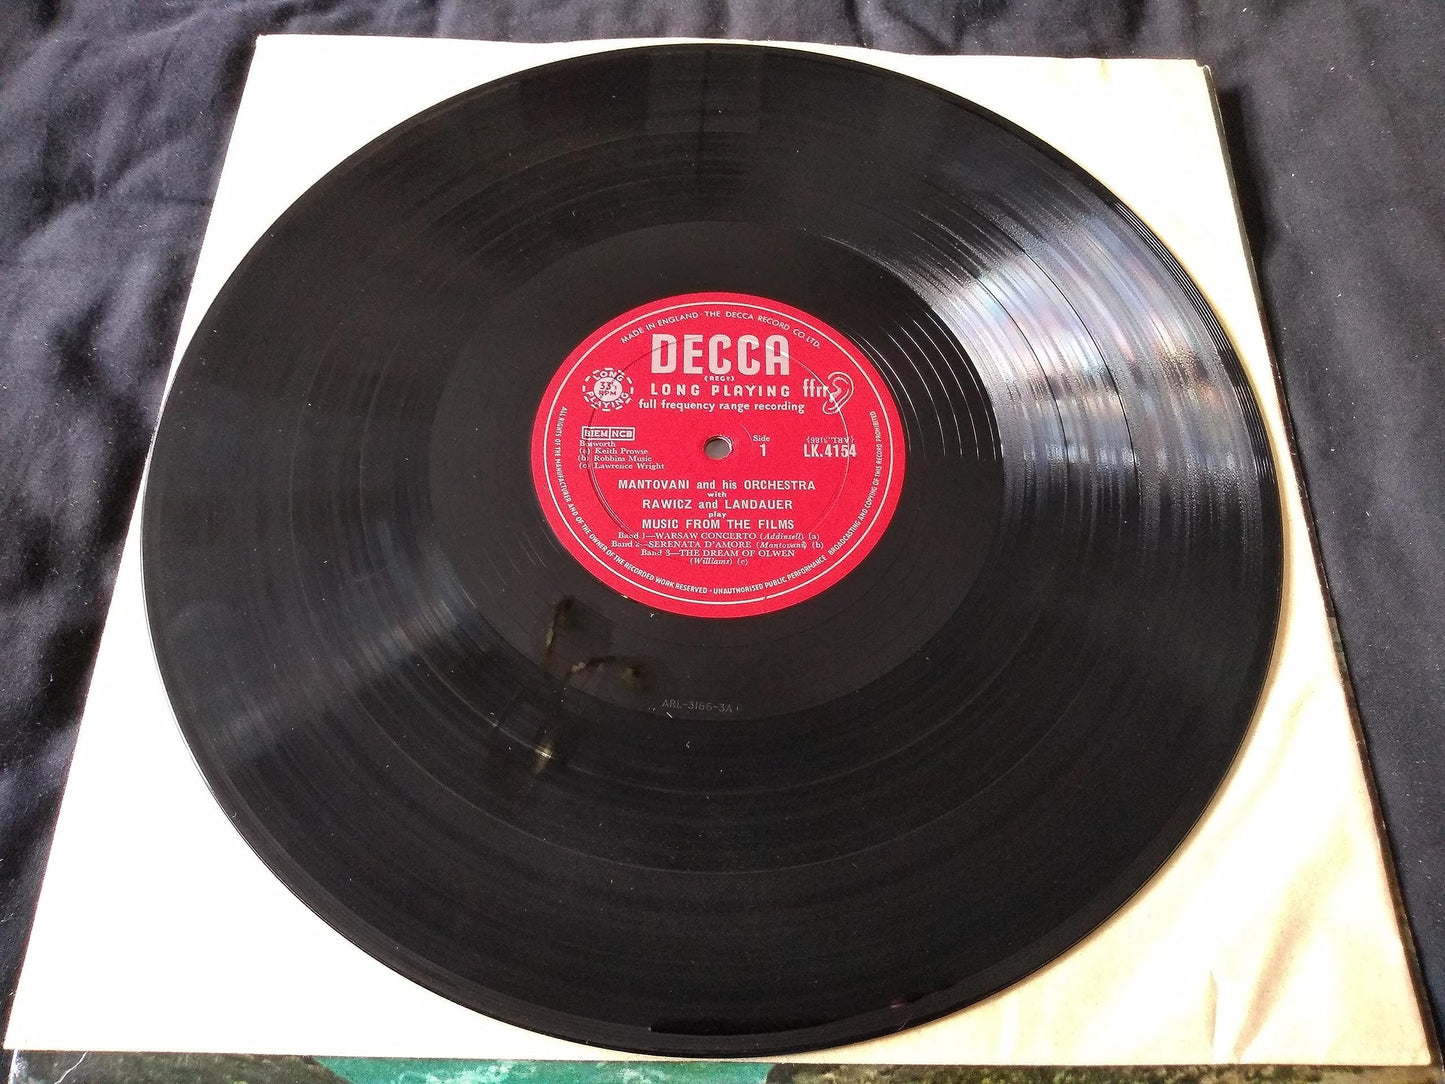 MADE IN ENGLAND · THE DECCA RECORD CO. LTD.
DECCA
(REGD)
LONG PLAYING ffrr
full frequency range recording
LONG
33⅓
RPM
PLAYING
BIEM NCB
Bosworth
(a) Keith Prowse
(b) Robbins Music
(c) Lawrence Wright
Side
1
(ARL.3186)
LK.4154
MANTOVANI and his ORCHESTRA
with
RAWICZ and LANDAUER
play
MUSIC FROM THE FILMS
Band 1—WARSAW CONCERTO (Addinsell) (a)
Band 2—SERENATA D'AMORE (Mantovani) (b)
Band 3—THE DREAM OF OLWEN
(Williams) (c)
ALL RIGHTS OF THE MANUFACTURER AND OF THE OWNER OF THE RECORDED WORK RESERVED · UNAUTHORISED PUBLIC PERFORMANCE BROADCASTING AND COPYING OF THIS RECORD PROHIBITED
ARL-3186-3A